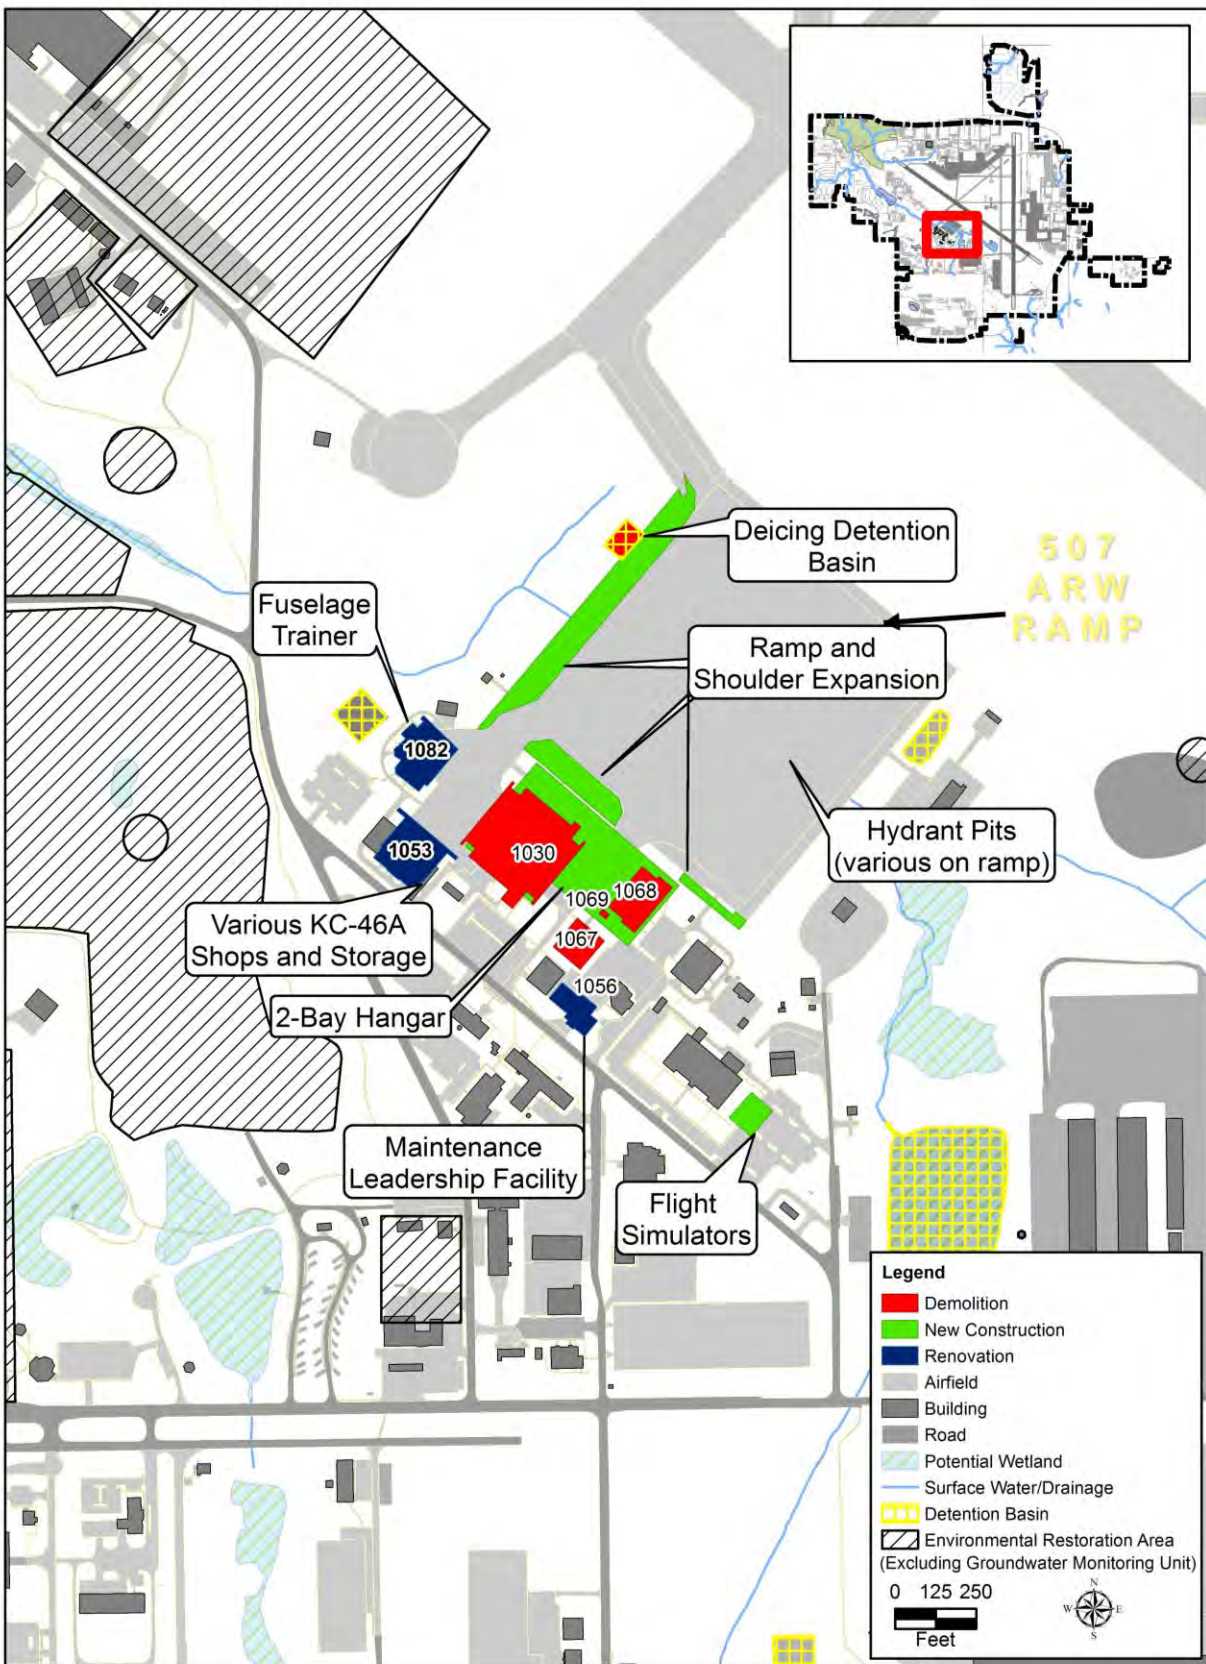 Deicing Detention
Basin
507
ARW
RAMP
Fuselage
Trainer
Ramp and
Shoulder Expansion
1082
Hydrant Pits
(various on ramp)
1053
1030
1068
1069
Various KC-46A
Shops and Storage
1067
1056
2-Bay Hangar
Maintenance
Leadership Facility
Flight
Simulators
Legend
Demolition
New Construction
Renovation
Airfield
Building
Road
Potential Wetland
Surface Water/Drainage
Detention Basin
Environmental Restoration Area
(Excluding Groundwater Monitoring Unit)
0 125 250
Feet
N
W E
S